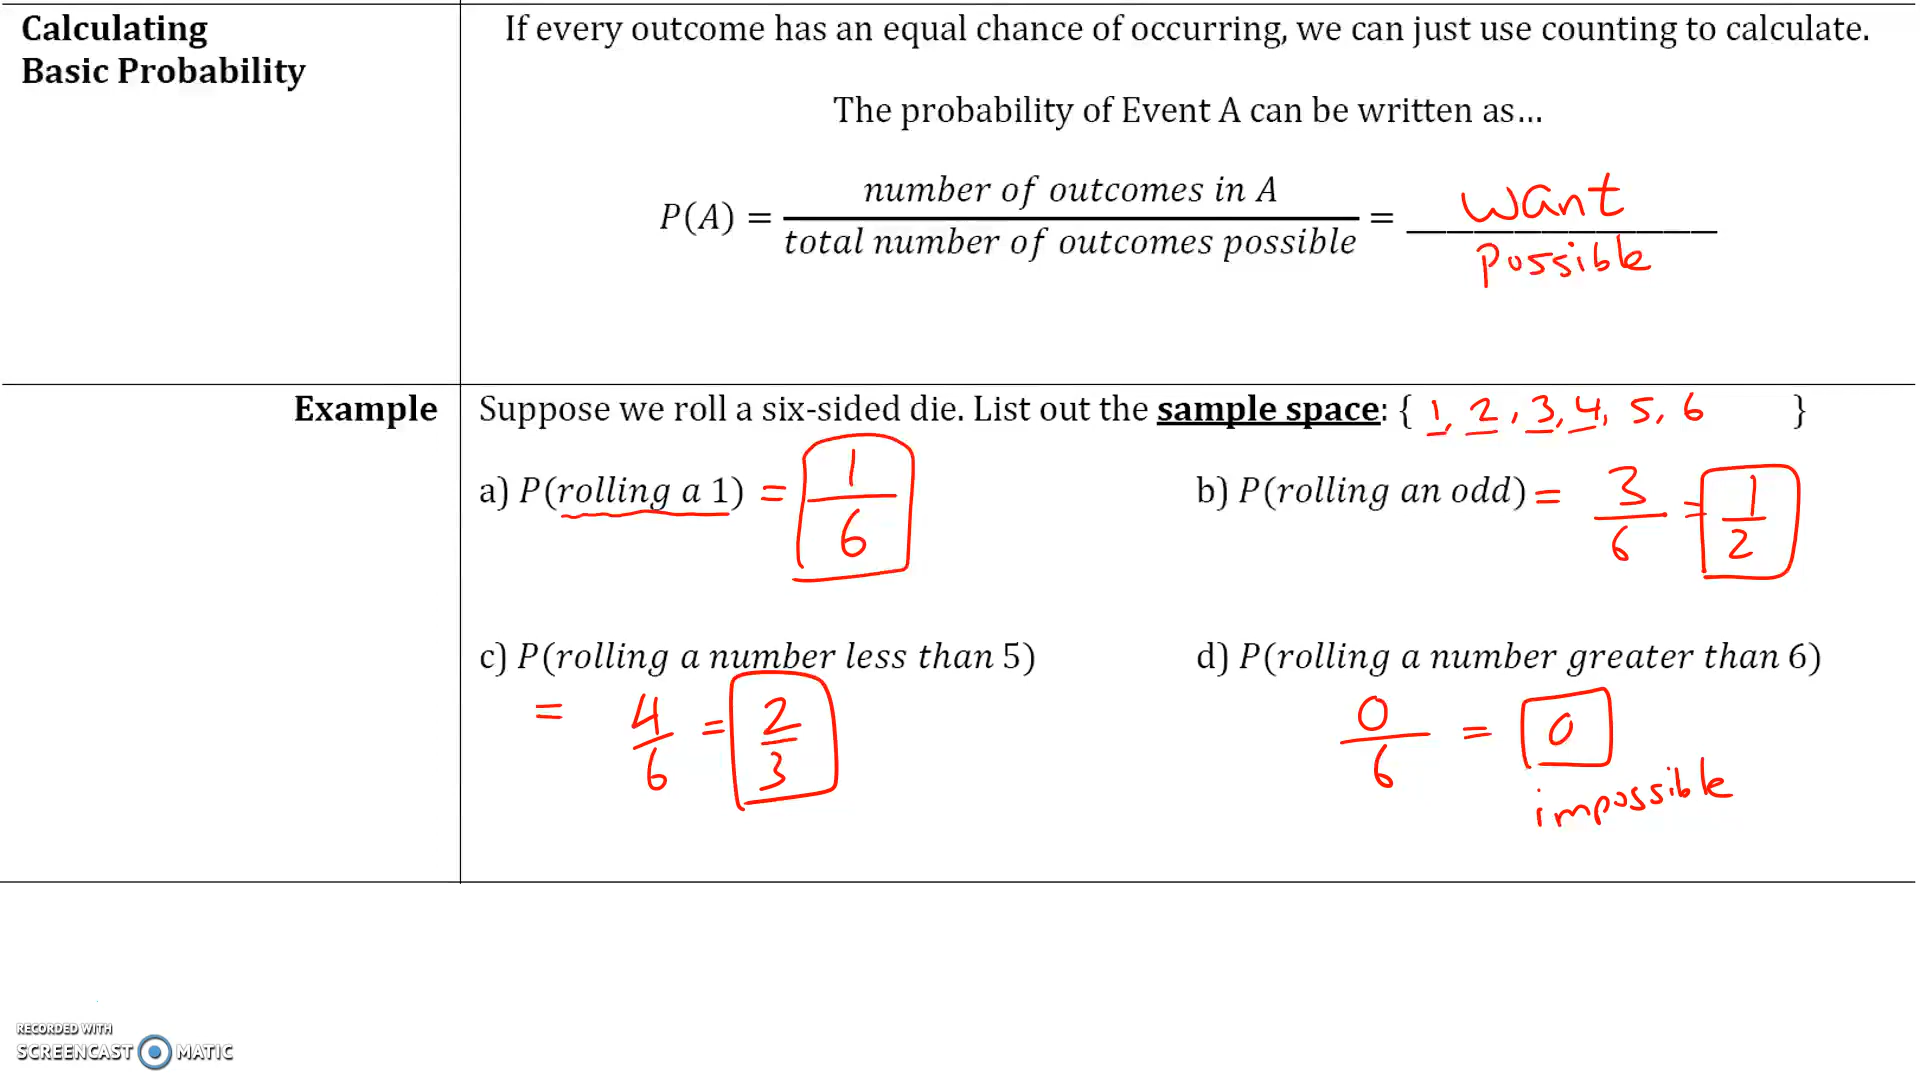 Calculating
Basic Probability
If every outcome has an equal chance of occurring, we can just use counting to calculate.
The probability of Event A can be written as...
P(A) = number of outcomes in A / total number of outcomes possible = want / possible
Example
Suppose we roll a six-sided die. List out the sample space: { 1, 2, 3, 4, 5, 6 }
a) P(rolling a 1) = 1/6
b) P(rolling an odd) = 3/6 = 1/2
c) P(rolling a number less than 5)
= 4/6 = 2/3
d) P(rolling a number greater than 6)
0/6 = 0
impossible
RECORDED WITH
SCREENCAST MATIC